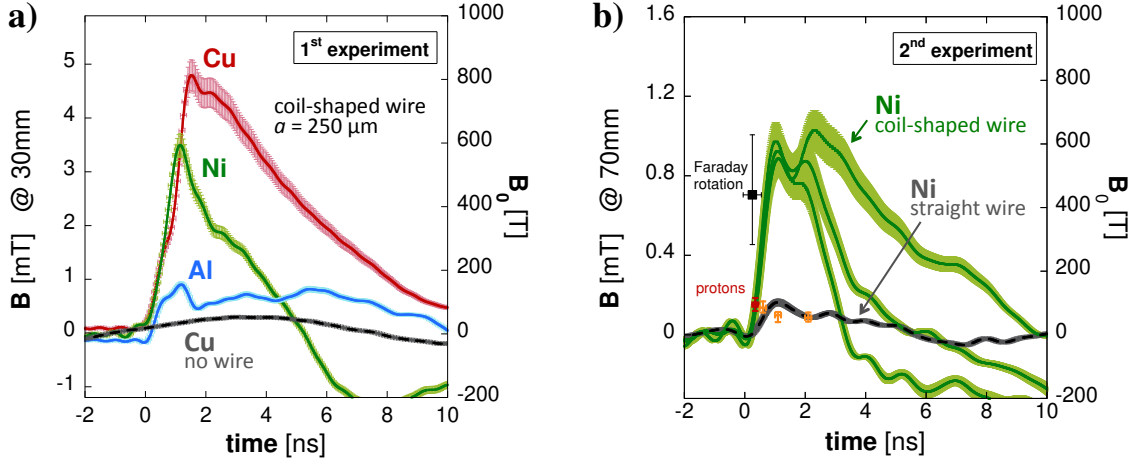 a)
1st experiment
Cu
coil-shaped wire
a = 250 µm
Ni
Al
Cu
no wire
B [mT] @ 30mm
5
4
3
2
1
0
-1
B0 [T]
1000
800
600
400
200
0
-200
-2 0 2 4 6 8 10
time [ns]
b)
2nd experiment
Ni
coil-shaped wire
Faraday
rotation
Ni
straight wire
protons
B [mT] @ 70mm
1.6
1.2
0.8
0.4
0
B0 [T]
1000
800
600
400
200
0
-200
-2 0 2 4 6 8 10
time [ns]